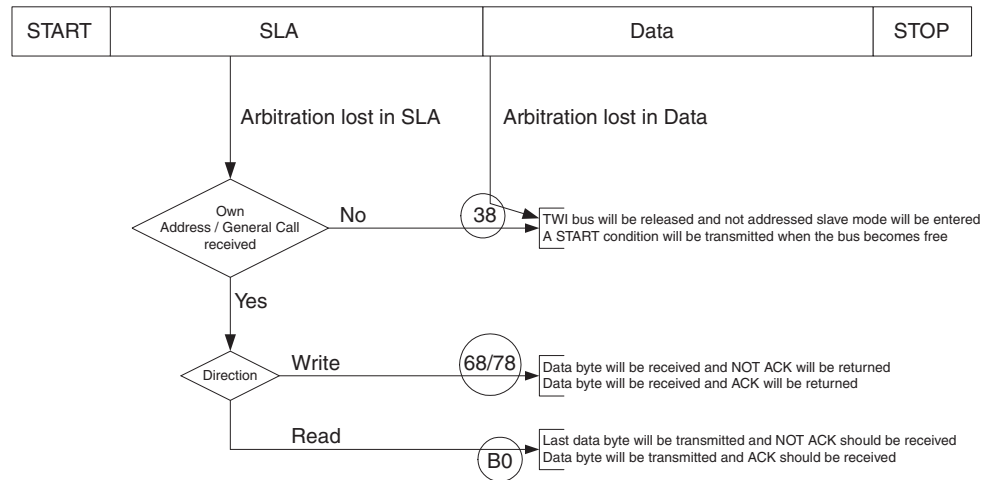 START SLA Data STOP
Arbitration lost in SLA Arbitration lost in Data
Own
Address / General Call
received
No
38
TWI bus will be released and not addressed slave mode will be entered
A START condition will be transmitted when the bus becomes free
Yes
Direction
Write
68/78
Data byte will be received and NOT ACK will be returned
Data byte will be received and ACK will be returned
Read
B0
Last data byte will be transmitted and NOT ACK should be received
Data byte will be transmitted and ACK should be received